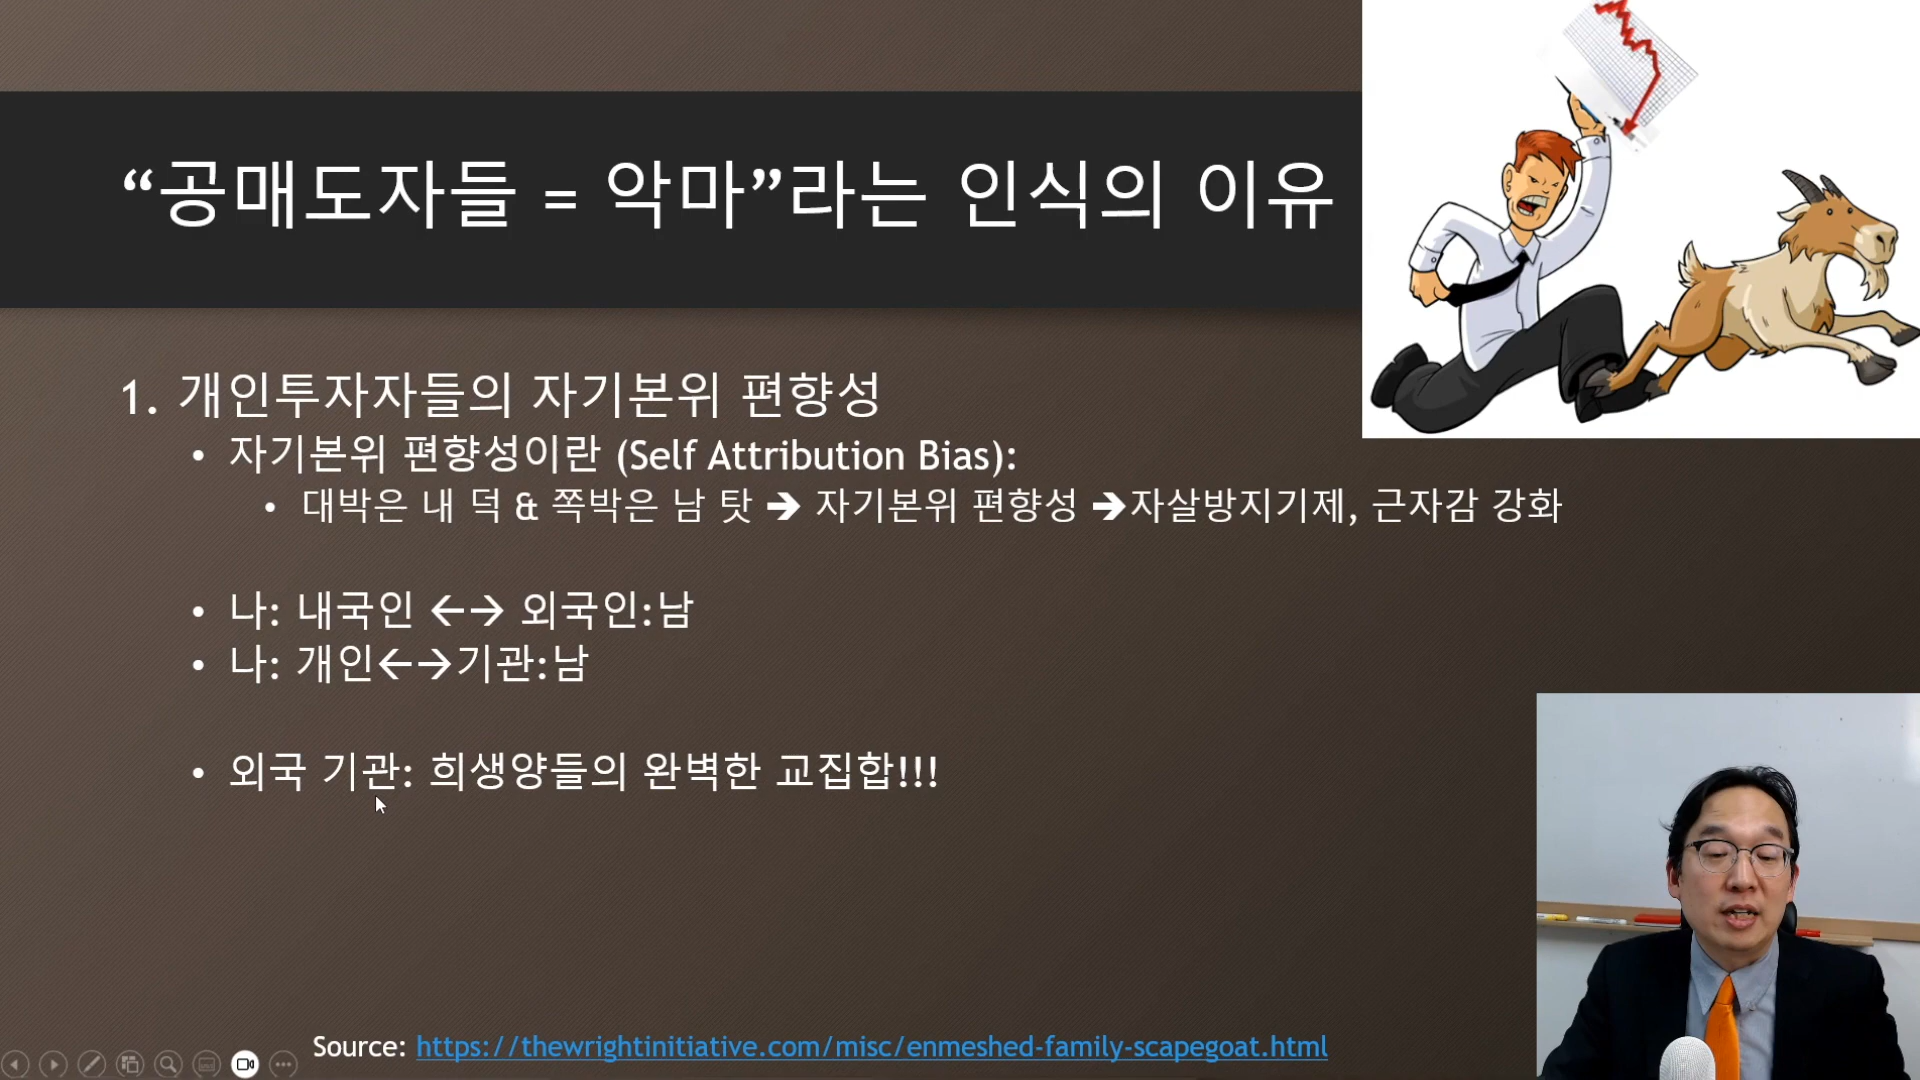 “공매도자들 = 악마”라는 인식의 이유
1. 개인투자자들의 자기본위 편향성
• 자기본위 편향성이란 (Self Attribution Bias):
• 대박은 내 덕 & 쪽박은 남 탓 → 자기본위 편향성 →자살방지기제, 근자감 강화
• 나: 내국인 ←→ 외국인:남
• 나: 개인←→기관:남
• 외국 기관: 희생양들의 완벽한 교집합!!!
Source: https://thewrightinitiative.com/misc/enmeshed-family-scapegoat.html